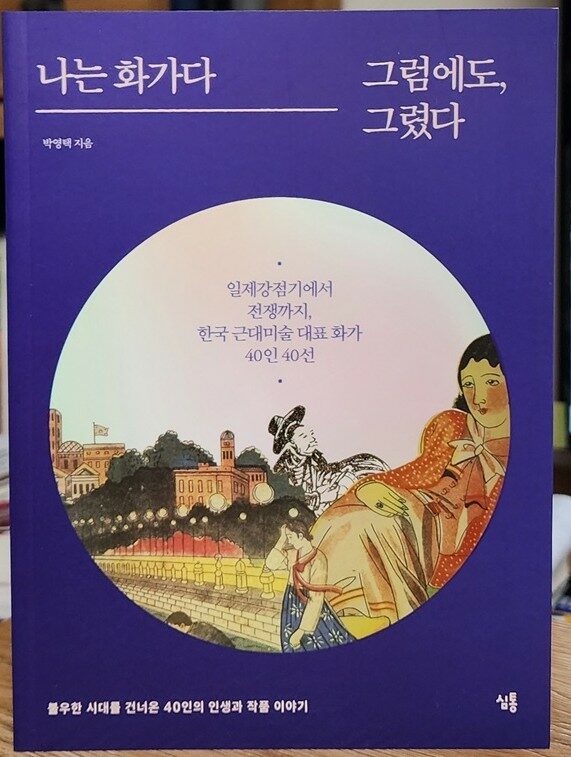 나는 화가다
그럼에도,
그렸다
박영택 지음
일제강점기에서
전쟁까지,
한국 근대미술 대표 화가
40인 40선
불우한 시대를 건너온 40인의 인생과 작품 이야기
심통